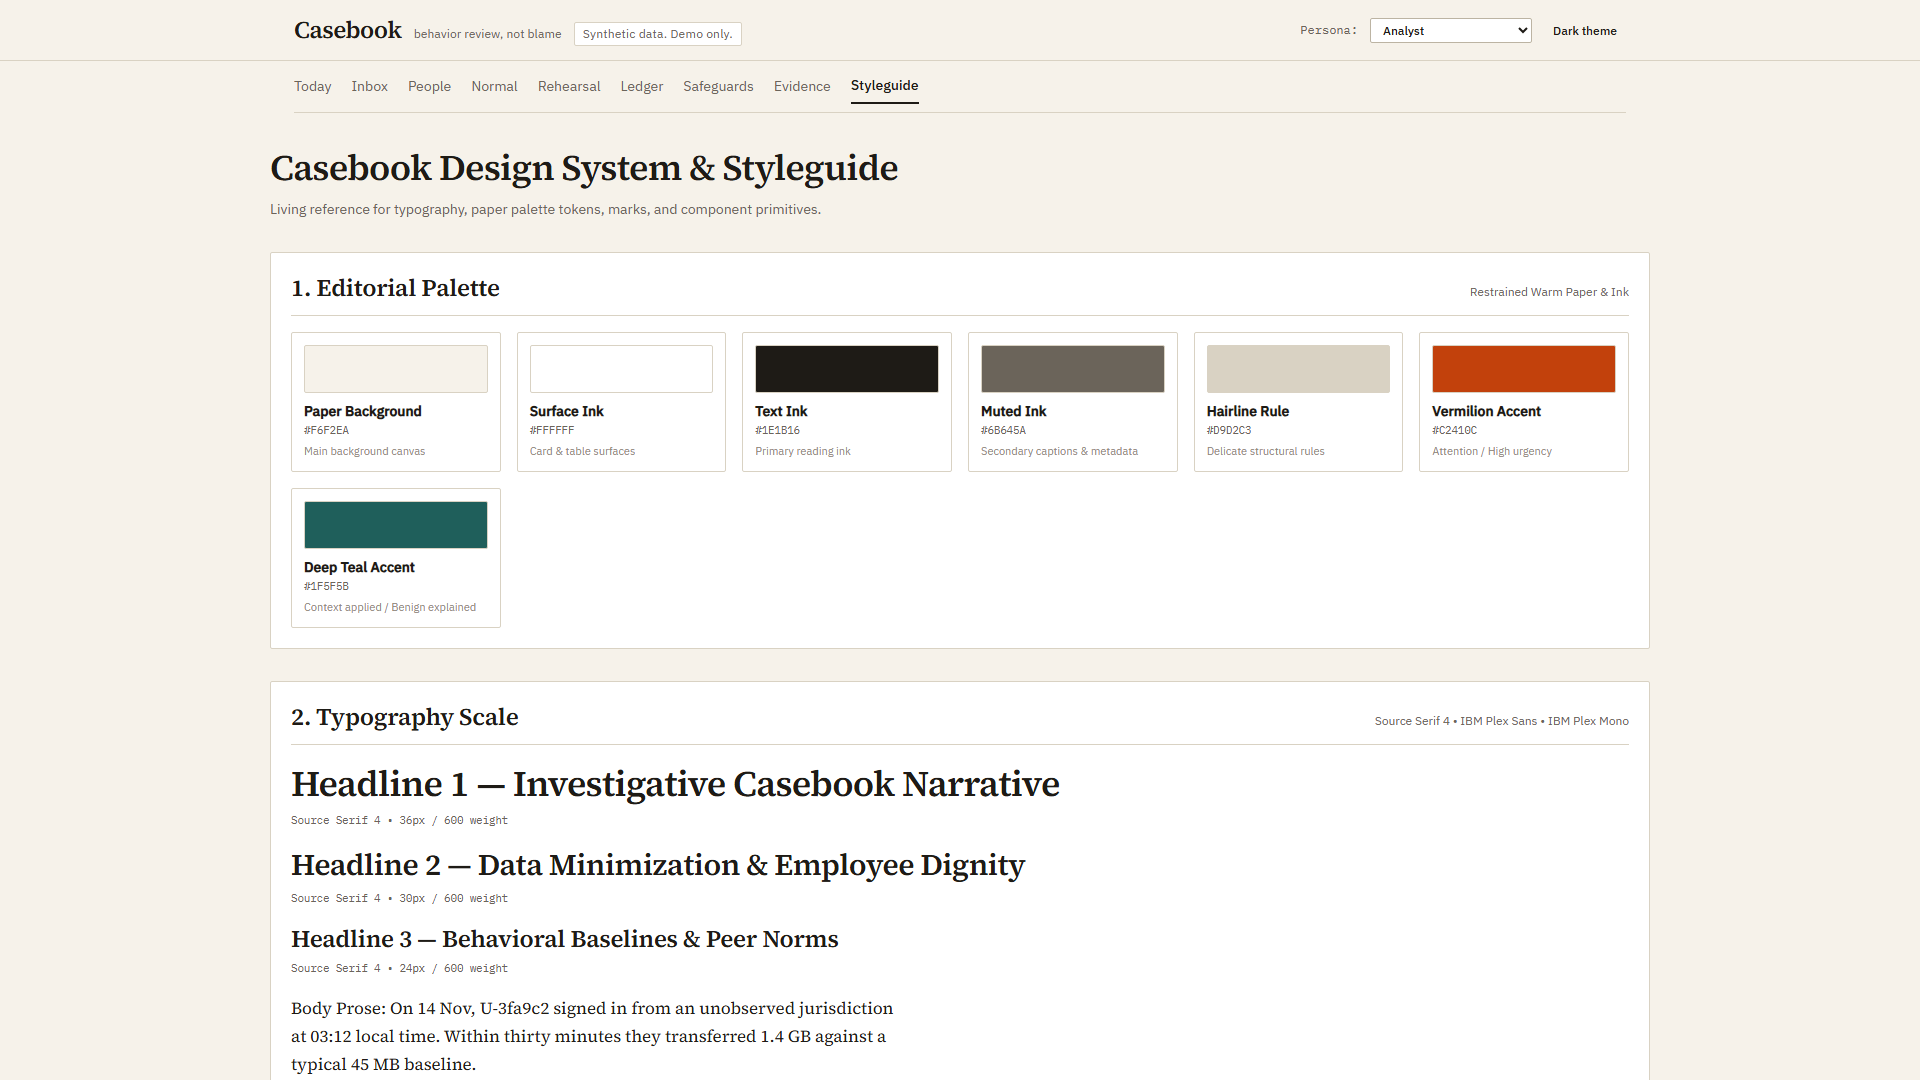 Casebook behavior review, not blame Synthetic data. Demo only. Persona: Analyst Dark theme
Today Inbox People Normal Rehearsal Ledger Safeguards Evidence Styleguide
Casebook Design System & Styleguide
Living reference for typography, paper palette tokens, marks, and component primitives.
1. Editorial Palette
Restrained Warm Paper & Ink
Paper Background
#F6F2EA
Main background canvas
Surface Ink
#FFFFFF
Card & table surfaces
Text Ink
#1E1B16
Primary reading ink
Muted Ink
#6B645A
Secondary captions & metadata
Hairline Rule
#D9D2C3
Delicate structural rules
Vermilion Accent
#C2410C
Attention / High urgency
Deep Teal Accent
#1F5F5B
Context applied / Benign explained
2. Typography Scale
Source Serif 4 • IBM Plex Sans • IBM Plex Mono
Headline 1 — Investigative Casebook Narrative
Source Serif 4 • 36px / 600 weight
Headline 2 — Data Minimization & Employee Dignity
Source Serif 4 • 30px / 600 weight
Headline 3 — Behavioral Baselines & Peer Norms
Source Serif 4 • 24px / 600 weight
Body Prose: On 14 Nov, U-3fa9c2 signed in from an unobserved jurisdiction
at 03:12 local time. Within thirty minutes they transferred 1.4 GB against a
typical 45 MB baseline.